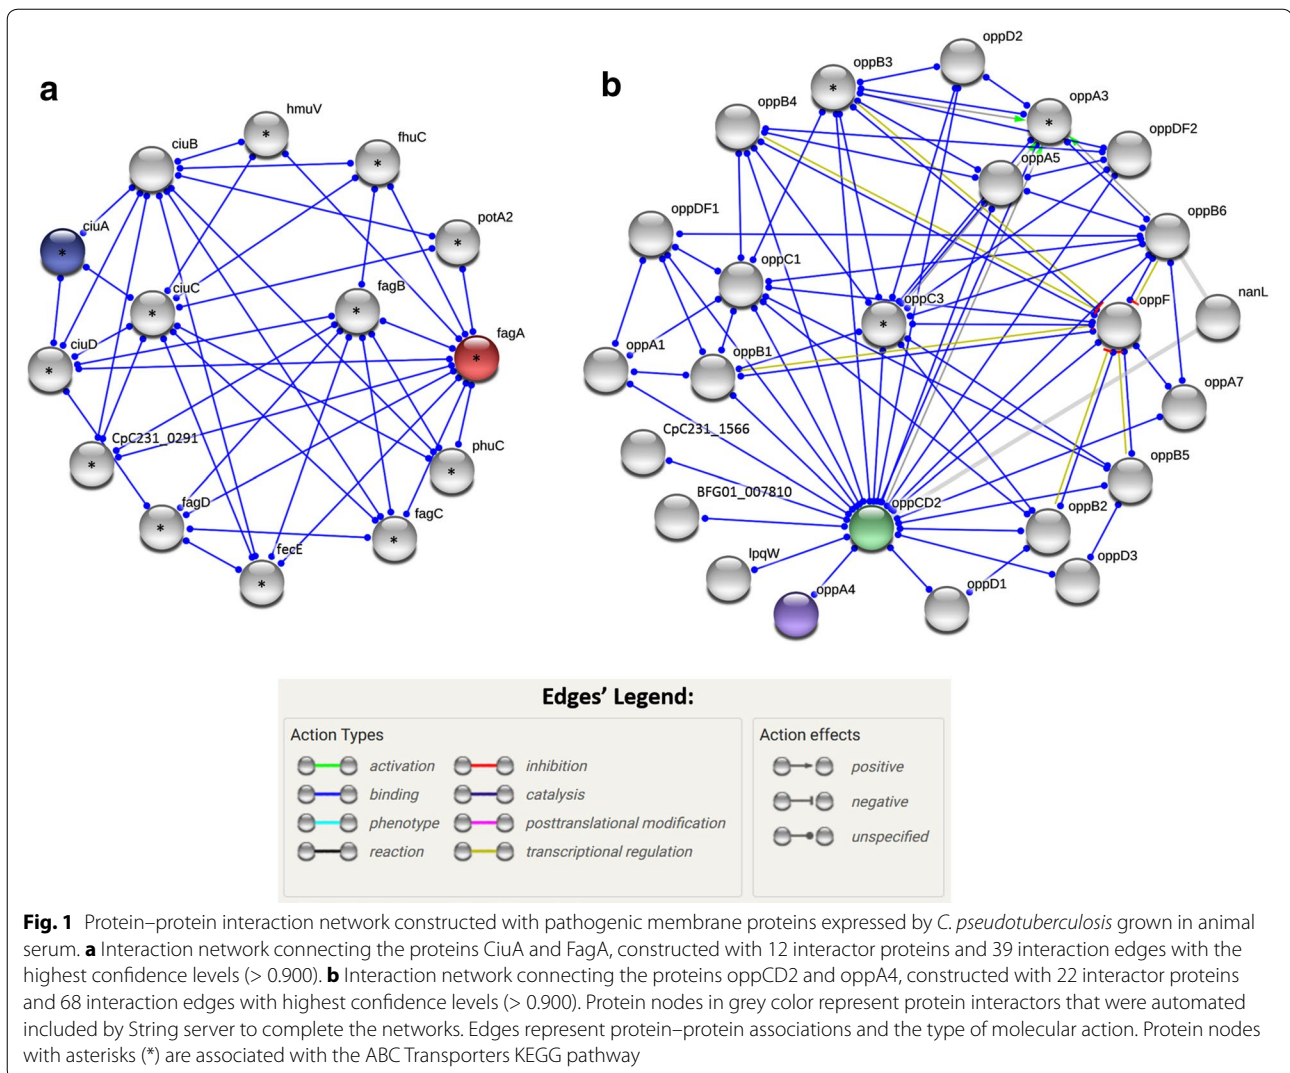 a
b
hmuV
ciuB
fhuC
ciuA
*
*
*
potA2
*
ciuC
*
fagB
*
fagA
*
ciuD
*
CpC231_0291
*
phuC
*
fagD
*
fagC
*
fecE
*
oppD2
oppB3
*
oppA3
*
oppB4
oppDF2
oppA5
oppDF1
oppB6
oppC1
oppC3
*
oppF
nanL
oppA1
oppB1
oppA7
CpC231_1566
oppB5
BFG01_007810
oppCD2
oppB2
lpqW
oppD3
oppA4
oppD1
Edges’ Legend:
Action Types
activation
inhibition
binding
catalysis
phenotype
posttranslational modification
reaction
transcriptional regulation
Action effects
positive
negative
unspecified
Fig. 1 Protein–protein interaction network constructed with pathogenic membrane proteins expressed by C. pseudotuberculosis grown in animal
serum. a Interaction network connecting the proteins CiuA and FagA, constructed with 12 interactor proteins and 39 interaction edges with the
highest confidence levels (> 0.900). b Interaction network connecting the proteins oppCD2 and oppA4, constructed with 22 interactor proteins
and 68 interaction edges with highest confidence levels (> 0.900). Protein nodes in grey color represent protein interactors that were automated
included by String server to complete the networks. Edges represent protein–protein associations and the type of molecular action. Protein nodes
with asterisks (*) are associated with the ABC Transporters KEGG pathway